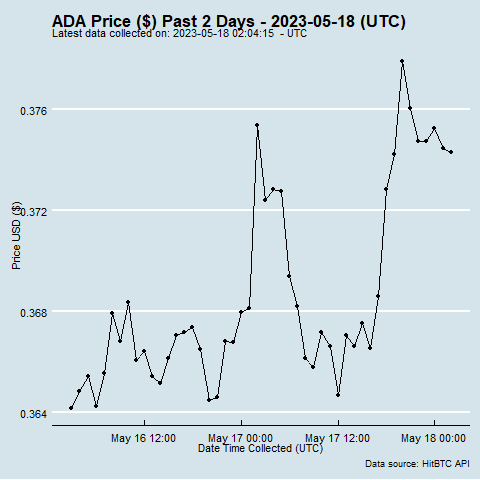 ADA Price ($) Past 2 Days - 2023-05-18 (UTC)
Latest data collected on: 2023-05-18 02:04:15 - UTC
0.376
0.372
0.368
0.364
Price USD ($)
May 16 12:00 May 17 00:00 May 17 12:00 May 18 00:00
Date Time Collected (UTC)
Data source: HitBTC API